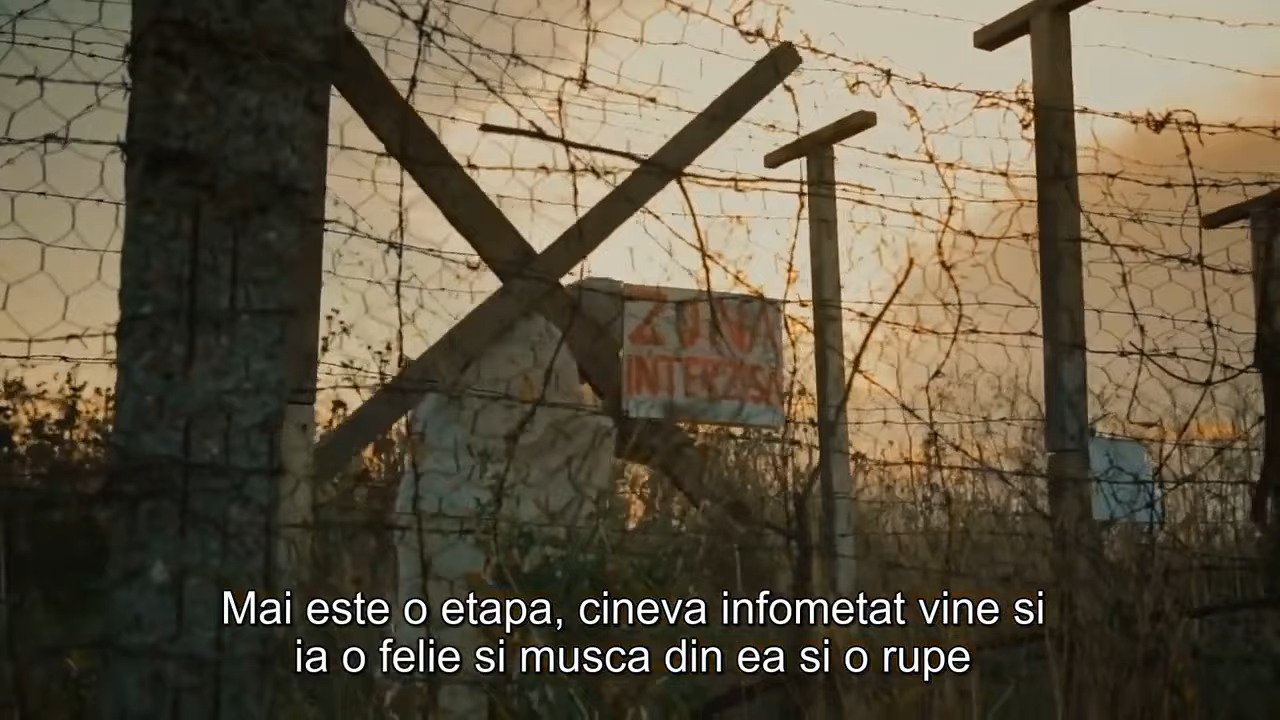 ZONA
INTERZISA
Mai este o etapa, cineva infometat vine si
ia o felie si musca din ea si o rupe